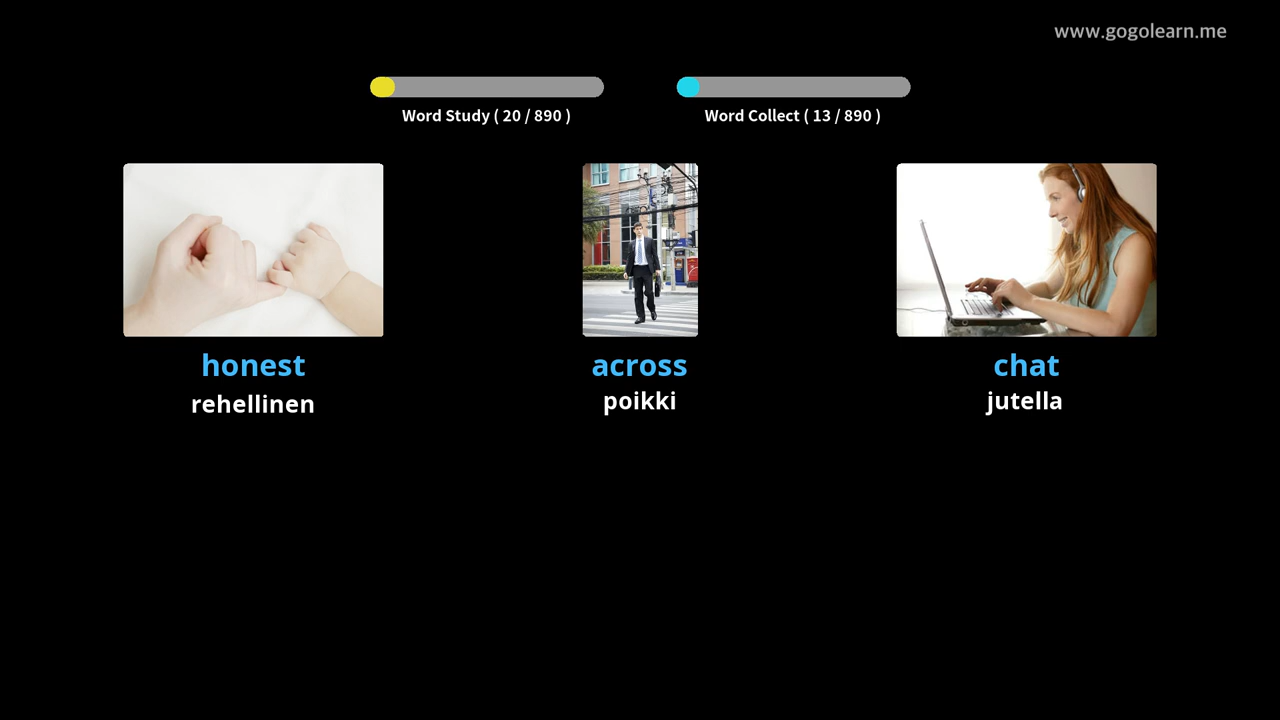 www.gogolearn.me
Word Study ( 20 / 890 )
Word Collect ( 13 / 890 )
honest
rehellinen
across
poikki
chat
jutella